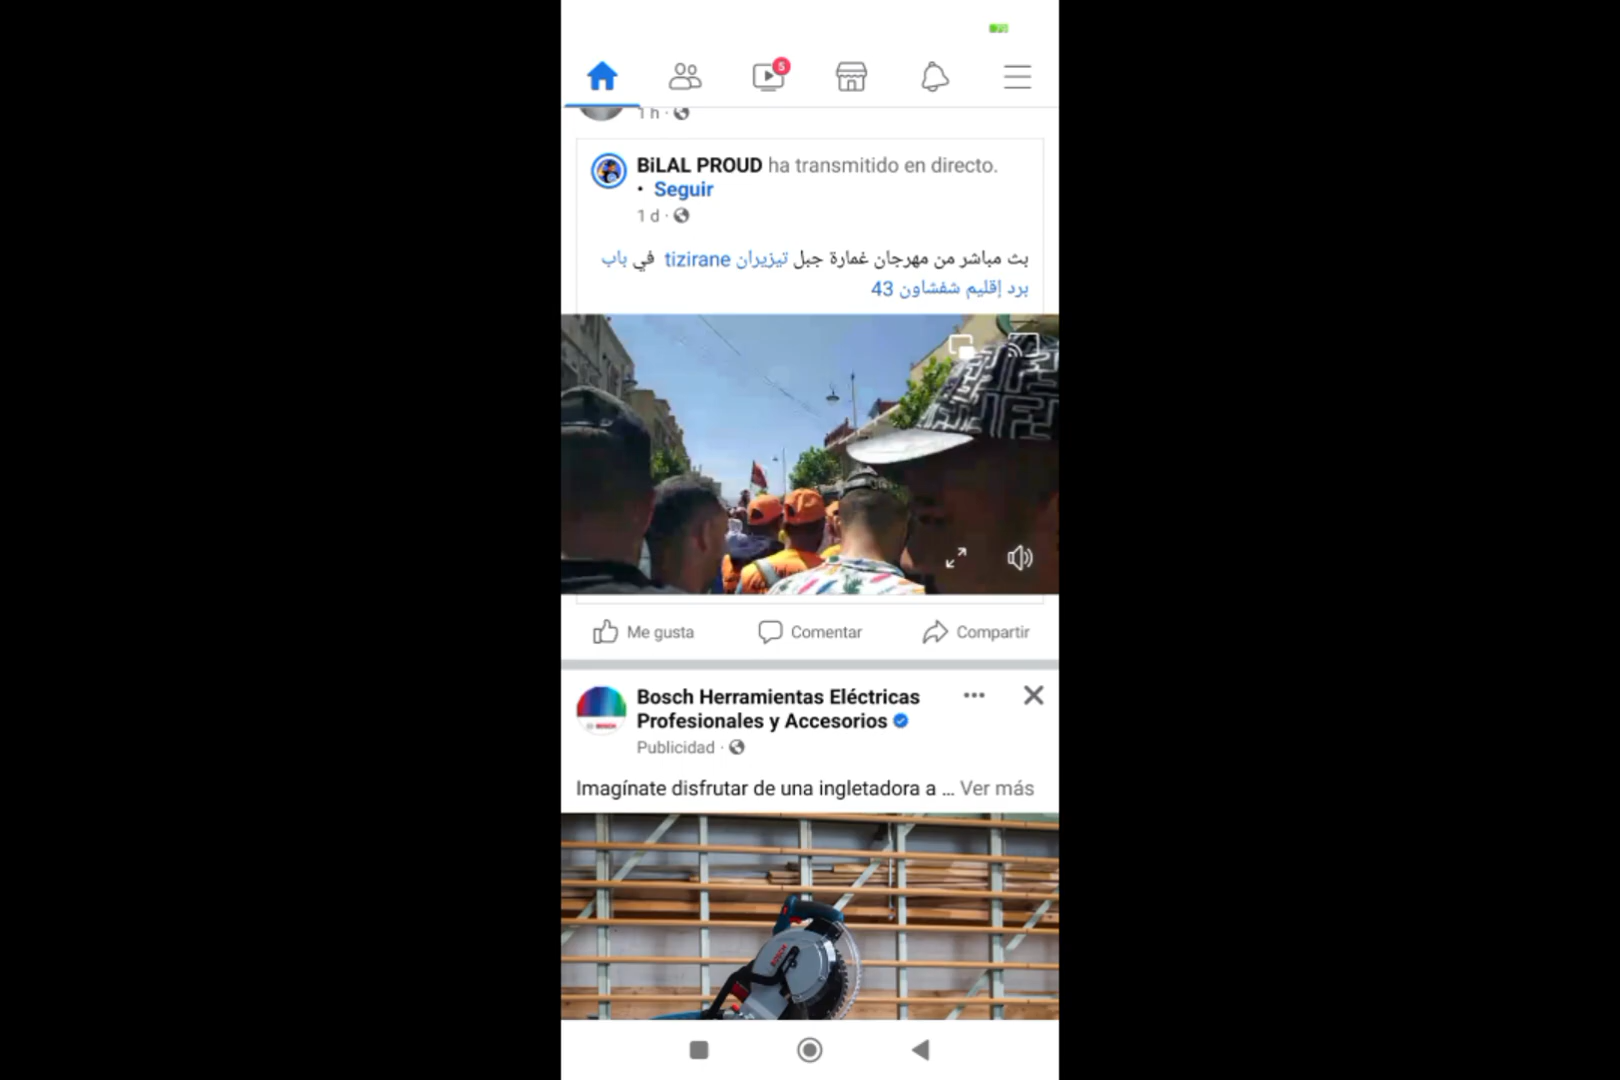 5
1 h ·
BiLAL PROUD ha transmitido en directo.
• Seguir
1 d ·
بث مباشر من مهرجان غمارة جبل تيزيران tizirane في باب
برد إقليم شفشاون 43
Me gusta
Comentar
Compartir
Bosch Herramientas Eléctricas
Profesionales y Accesorios
Publicidad ·
Imagínate disfrutar de una ingletadora a ... Ver más
BOSCH